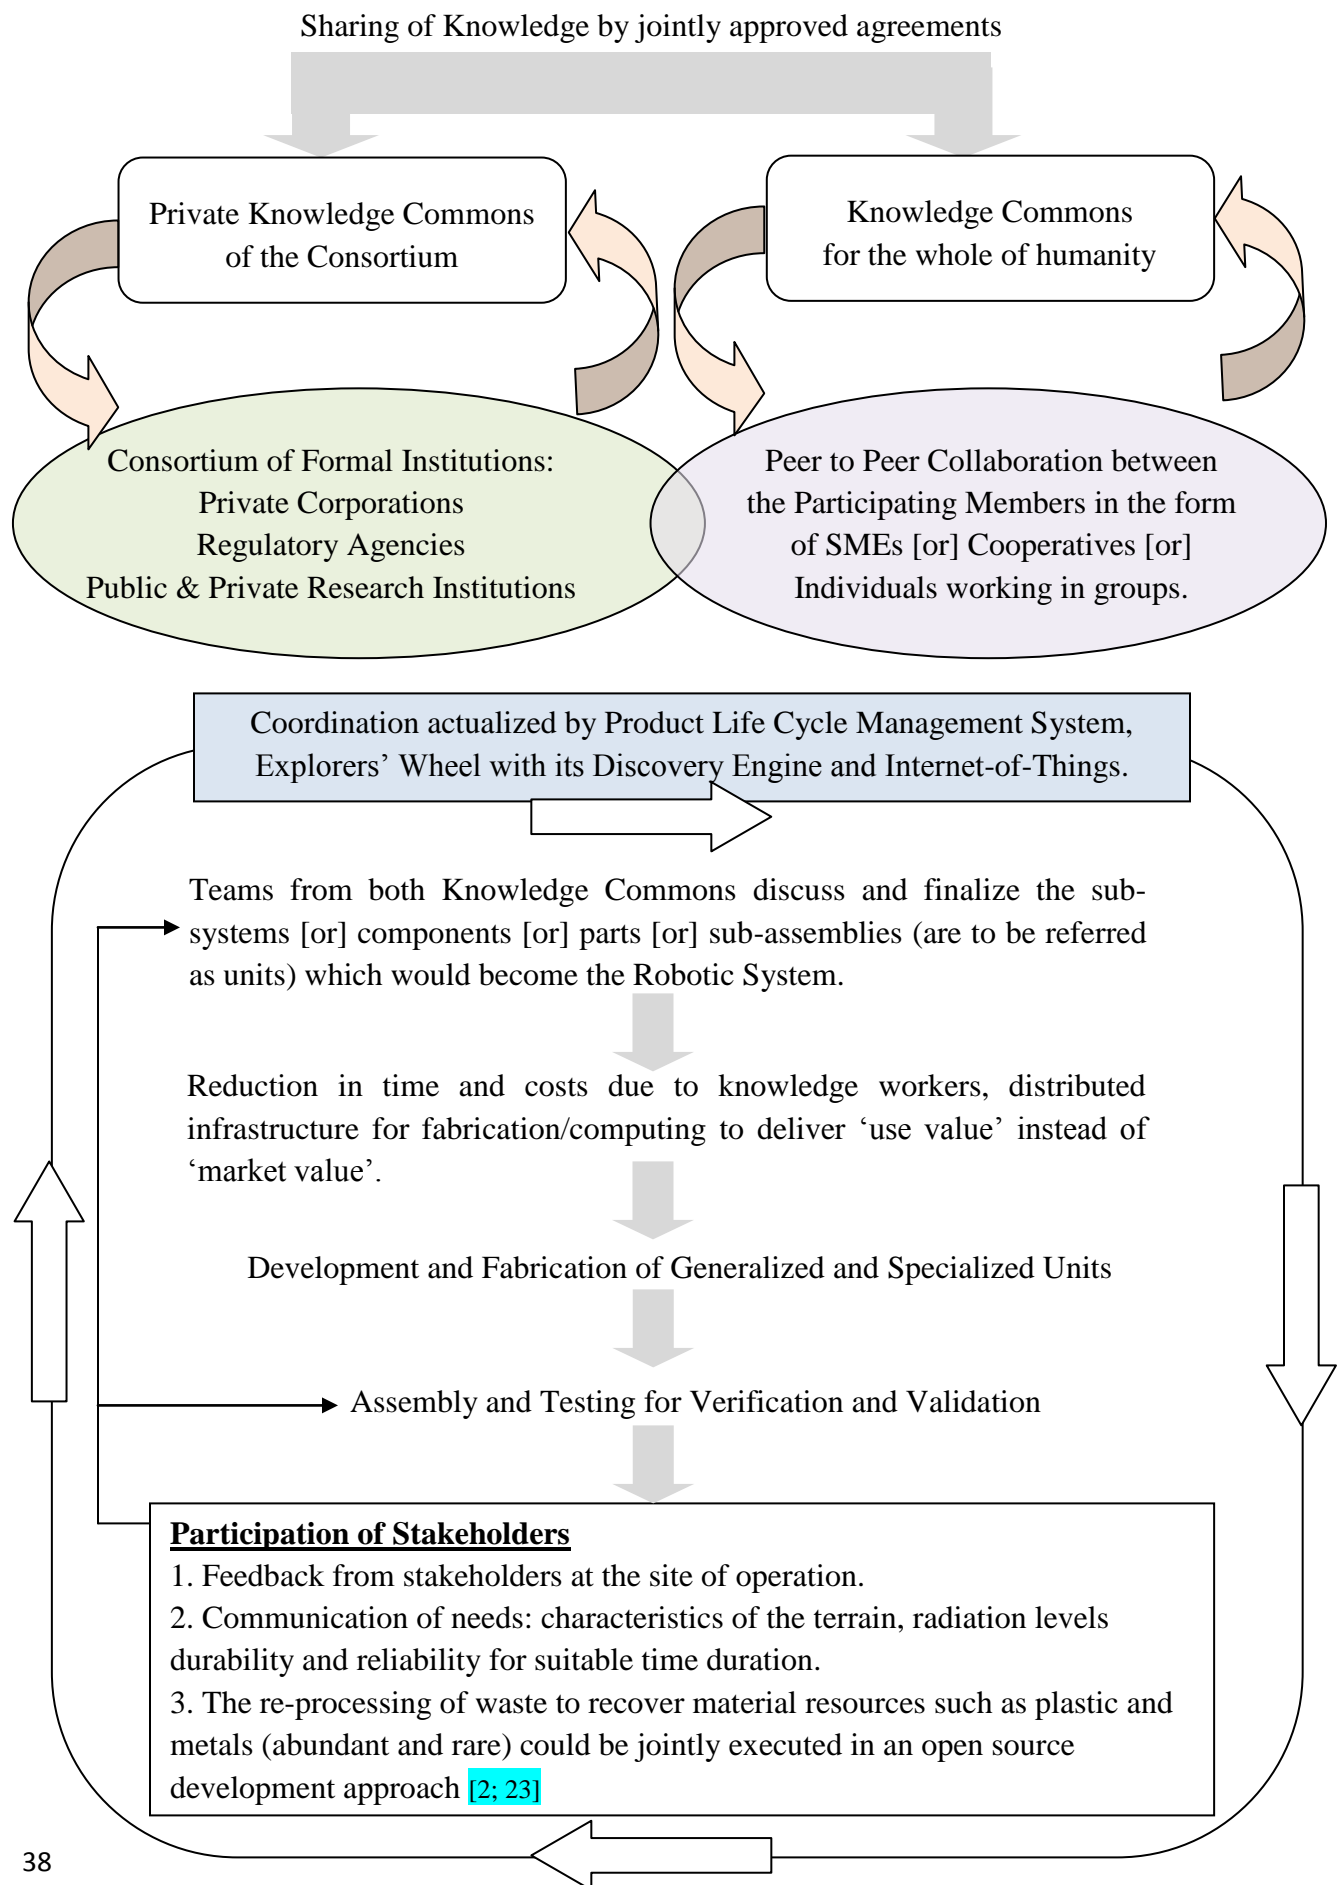 Sharing of Knowledge by jointly approved agreements
Private Knowledge Commons
of the Consortium
Knowledge Commons
for the whole of humanity
Consortium of Formal Institutions:
Private Corporations
Regulatory Agencies
Public & Private Research Institutions
Peer to Peer Collaboration between
the Participating Members in the form
of SMEs [or] Cooperatives [or]
Individuals working in groups.
Coordination actualized by Product Life Cycle Management System,
Explorers’ Wheel with its Discovery Engine and Internet-of-Things.
Teams from both Knowledge Commons discuss and finalize the sub-
systems [or] components [or] parts [or] sub-assemblies (are to be referred
as units) which would become the Robotic System.
Reduction in time and costs due to knowledge workers, distributed
infrastructure for fabrication/computing to deliver ‘use value’ instead of
‘market value’.
Development and Fabrication of Generalized and Specialized Units
Assembly and Testing for Verification and Validation
Participation of Stakeholders
1. Feedback from stakeholders at the site of operation.
2. Communication of needs: characteristics of the terrain, radiation levels
durability and reliability for suitable time duration.
3. The re-processing of waste to recover material resources such as plastic and
metals (abundant and rare) could be jointly executed in an open source
development approach [2; 23]
38